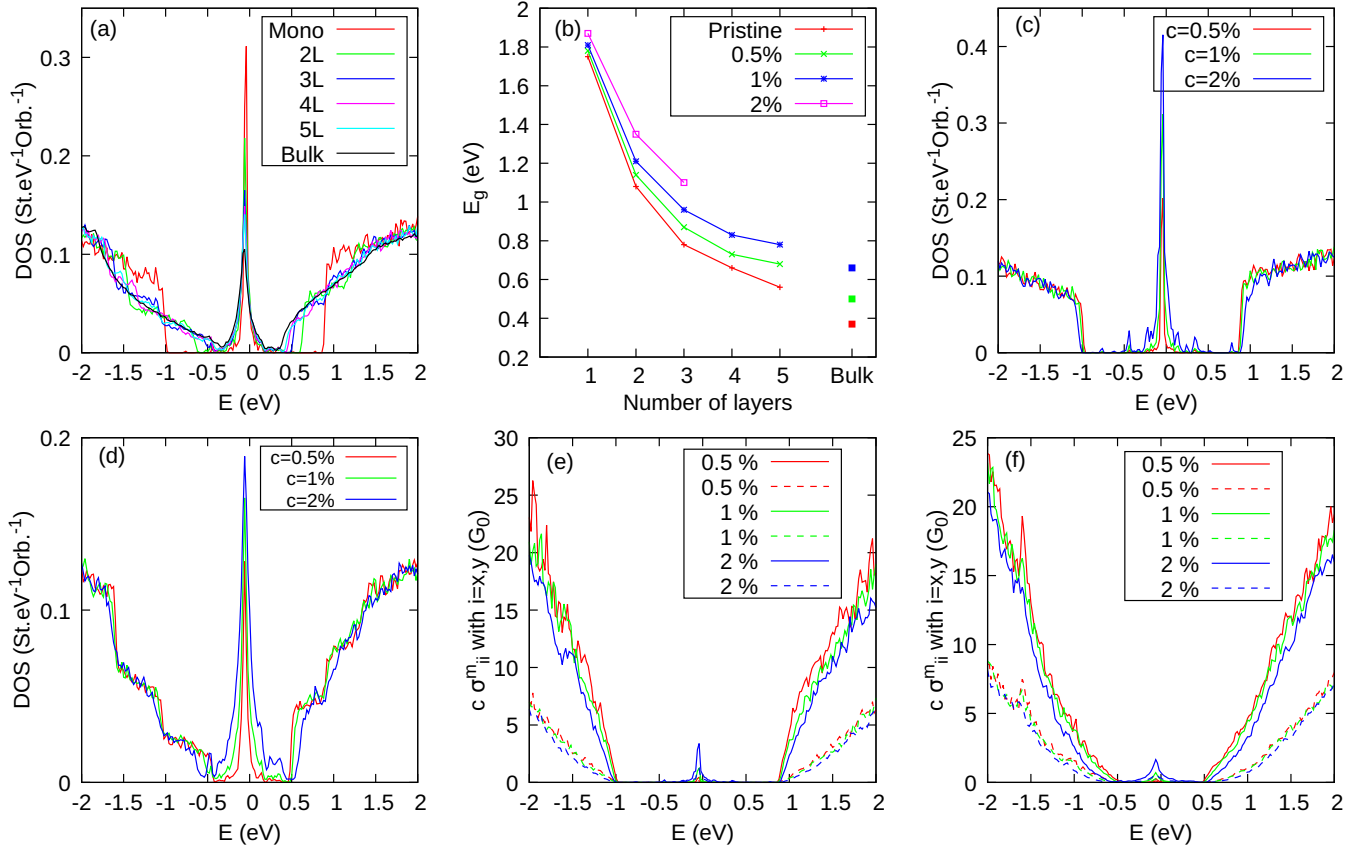 (a)
Mono
2L
3L
4L
5L
Bulk
DOS (St.eV⁻¹Orb.⁻¹)
0.3
0.2
0.1
0
-2 -1.5 -1 -0.5 0 0.5 1 1.5 2
E (eV)
(b)
Pristine
0.5%
1%
2%
E_g (eV)
2
1.8
1.6
1.4
1.2
1
0.8
0.6
0.4
0.2
1 2 3 4 5 Bulk
Number of layers
(c)
c=0.5%
c=1%
c=2%
DOS (St.eV⁻¹Orb.⁻¹)
0.4
0.3
0.2
0.1
0
-2 -1.5 -1 -0.5 0 0.5 1 1.5 2
E (eV)
(d)
c=0.5%
c=1%
c=2%
DOS (St.eV⁻¹Orb.⁻¹)
0.2
0.1
0
-2 -1.5 -1 -0.5 0 0.5 1 1.5 2
E (eV)
(e)
0.5 %
0.5 %
1 %
1 %
2 %
2 %
c σ^m_ii with i=x,y (G₀)
30
25
20
15
10
5
0
-2 -1.5 -1 -0.5 0 0.5 1 1.5 2
E (eV)
(f)
0.5 %
0.5 %
1 %
1 %
2 %
2 %
c σ^m_ii with i=x,y (G₀)
25
20
15
10
5
0
-2 -1.5 -1 -0.5 0 0.5 1 1.5 2
E (eV)